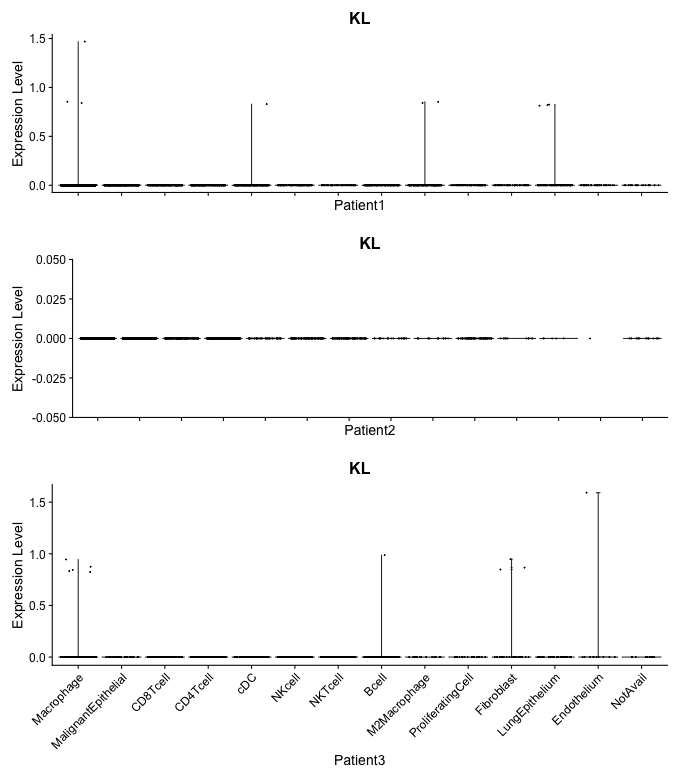 KL
Expression Level
1.5
1.0
0.5
0.0
Patient1
KL
Expression Level
0.050
0.025
0.000
-0.025
-0.050
Patient2
KL
Expression Level
1.5
1.0
0.5
0.0
Macrophage
MalignantEpithelial
CD8Tcell
CD4Tcell
cDC
NKcell
NKTcell
Bcell
M2Macrophage
ProliferatingCell
Fibroblast
LungEpithelium
Endothelium
NotAvail
Patient3